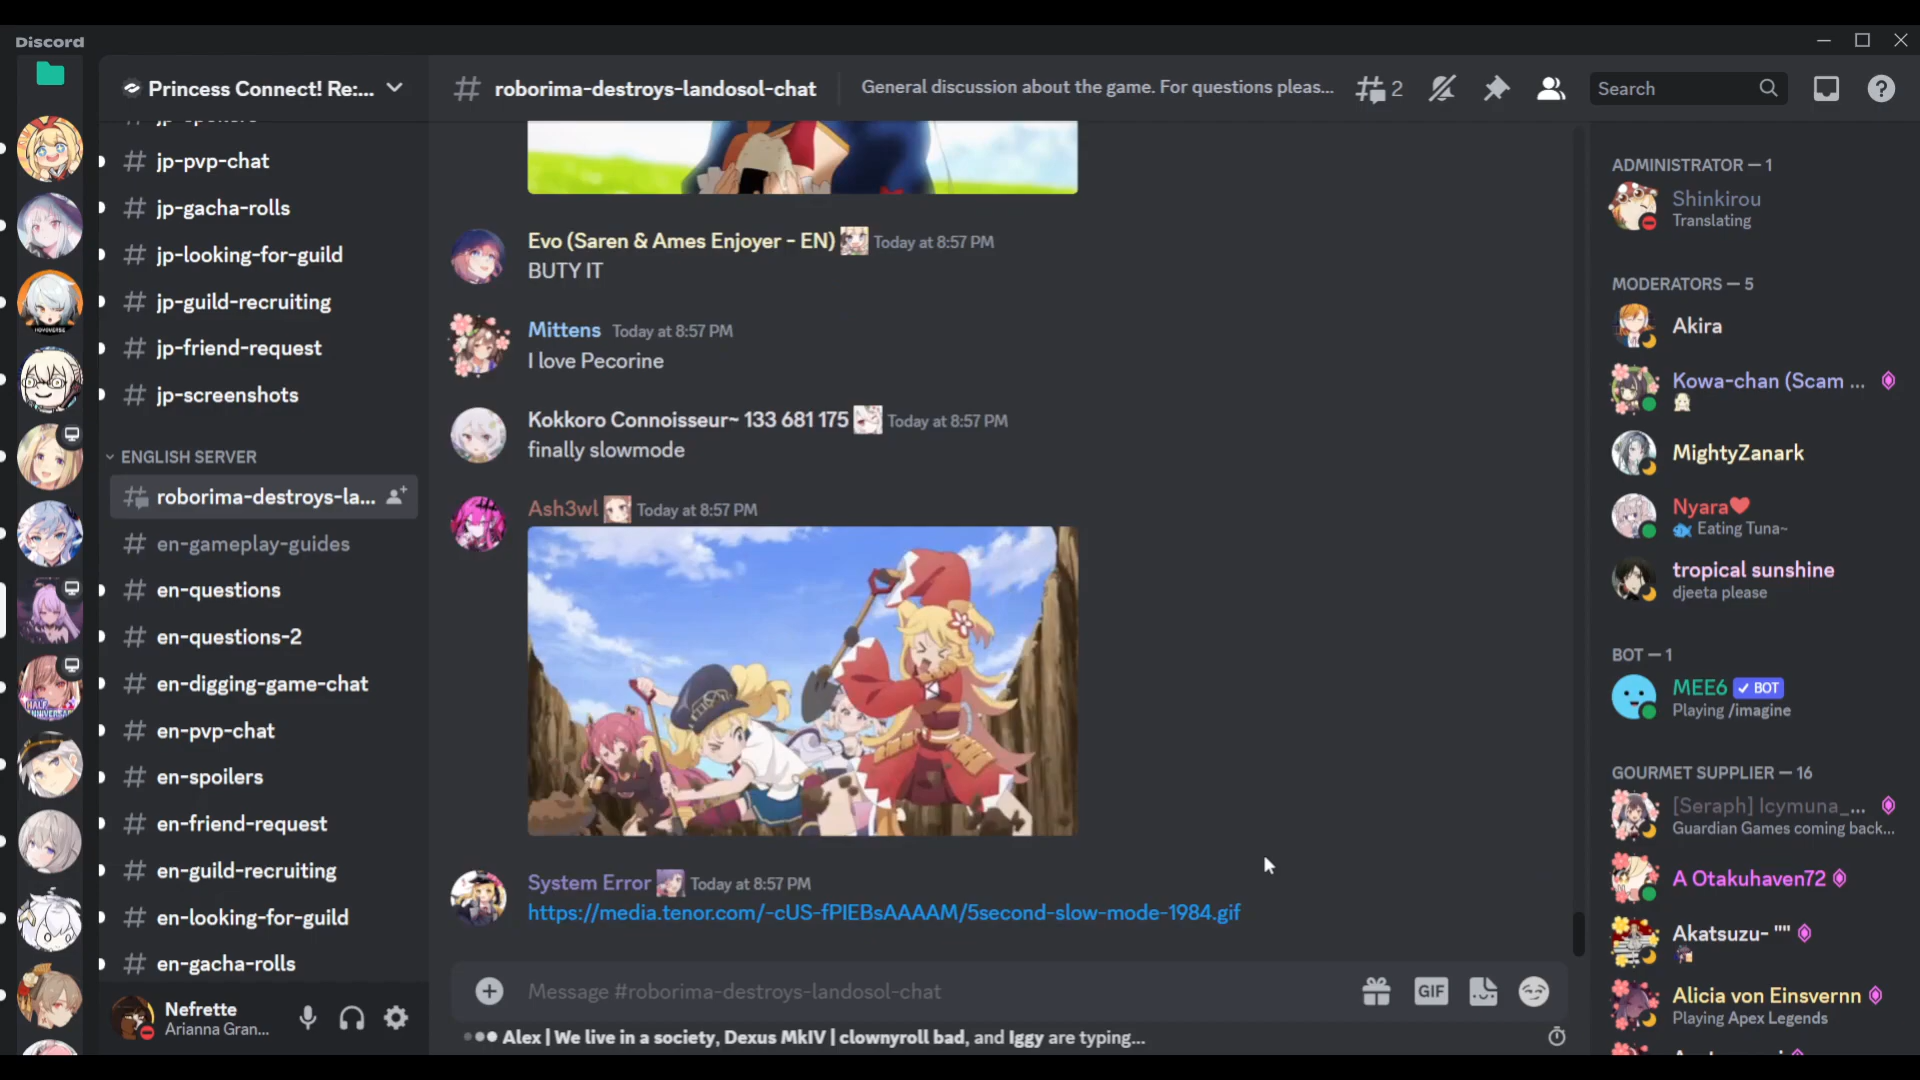 Discord
Princess Connect! Re:...
roborima-destroys-landosol-chat
General discussion about the game. For questions pleas...
2
Search
jp-spoilers
jp-pvp-chat
jp-gacha-rolls
jp-looking-for-guild
jp-guild-recruiting
jp-friend-request
jp-screenshots
ENGLISH SERVER
roborima-destroys-la...
en-gameplay-guides
en-questions
en-questions-2
en-digging-game-chat
en-pvp-chat
en-spoilers
en-friend-request
en-guild-recruiting
en-looking-for-guild
en-gacha-rolls
Nefrette
Arianna Gran...
Evo (Saren & Ames Enjoyer - EN) Today at 8:57 PM
BUTY IT
Mittens Today at 8:57 PM
I love Pecorine
Kokkoro Connoisseur~ 133 681 175 Today at 8:57 PM
finally slowmode
Ash3wl Today at 8:57 PM
System Error Today at 8:57 PM
https://media.tenor.com/-cUS-fPIEBsAAAAM/5second-slow-mode-1984.gif
Message #roborima-destroys-landosol-chat
GIF
Alex | We live in a society, Dexus MkIV | clownyroll bad, and Iggy are typing...
ADMINISTRATOR — 1
Shinkirou
Translating
MODERATORS — 5
Akira
Kowa-chan (Scam ...
MightyZanark
Nyara
Eating Tuna~
tropical sunshine
djeeta please
BOT — 1
MEE6 ✓ BOT
Playing /imagine
GOURMET SUPPLIER — 16
[Seraph] Icymuna_...
Guardian Games coming back...
A Otakuhaven72
Akatsuzu- ""
Alicia von Einsvernn
Playing Apex Legends